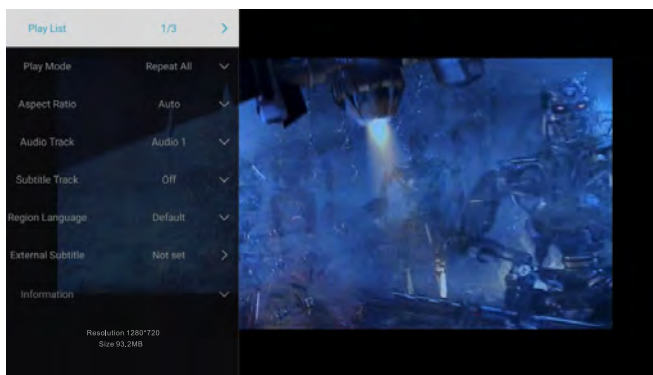 Play List 1/3
Play Mode Repeat All
Aspect Ratio Auto
Audio Track Audio 1
Subtitle Track Off
Region Language Default
External Subtitle Not set
Information
Resolution 1280*720
Size 93.2MB